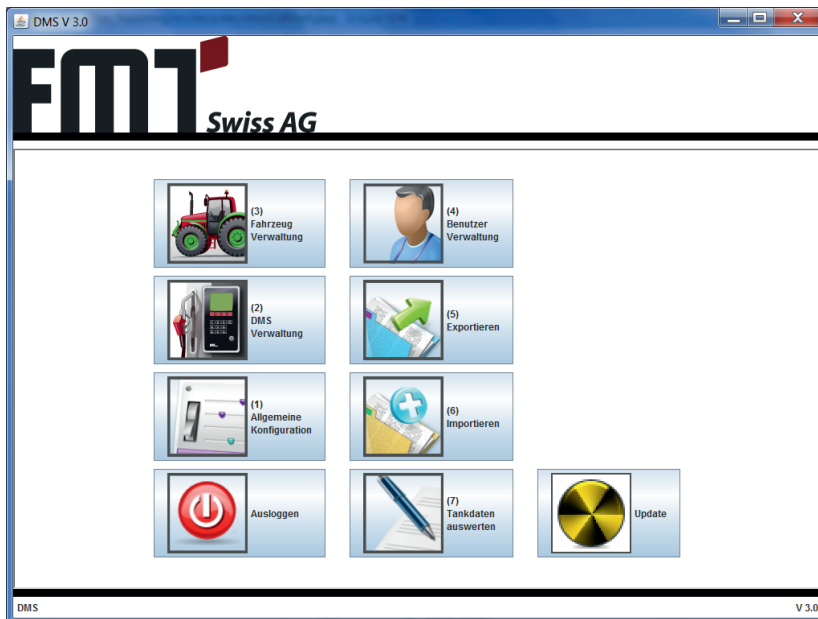 DMS V 3.0
FMT
Swiss AG
(3)
Fahrzeug
Verwaltung
(4)
Benutzer
Verwaltung
(2)
DMS
Verwaltung
(5)
Exportieren
(1)
Allgemeine
Konfiguration
(6)
Importieren
Ausloggen
(7)
Tankdaten
auswerten
Update
DMS
V 3.0